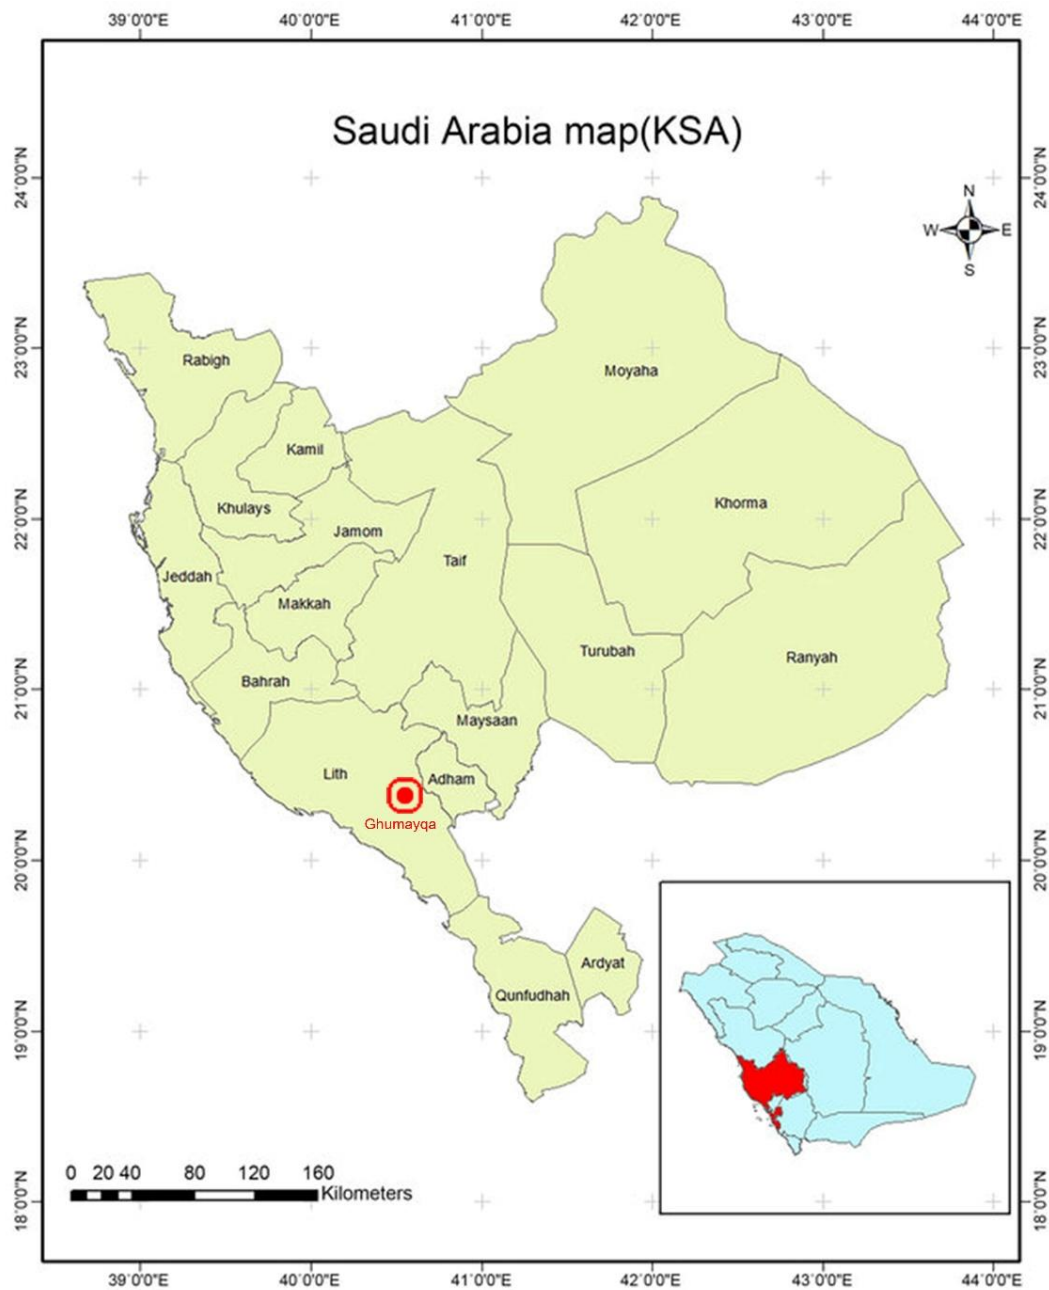 39°0'0"E 40°0'0"E 41°0'0"E 42°0'0"E 43°0'0"E 44°0'0"E
Saudi Arabia map(KSA)
24°0'0"N 24°0'0"N
N
W E
S
23°0'0"N 23°0'0"N
Rabigh
Moyaha
Kamil
Khorma
Khulays
22°0'0"N 22°0'0"N
Jamom
Taif
Jeddah
Makkah
Turubah
Ranyah
Bahrah
21°0'0"N 21°0'0"N
Maysaan
Lith
Adham
Ghumayqa
20°0'0"N 20°0'0"N
Ardyat
Qunfudhah
19°0'0"N 19°0'0"N
0 20 40 80 120 160
Kilometers
18°0'0"N 18°0'0"N
39°0'0"E 40°0'0"E 41°0'0"E 42°0'0"E 43°0'0"E 44°0'0"E